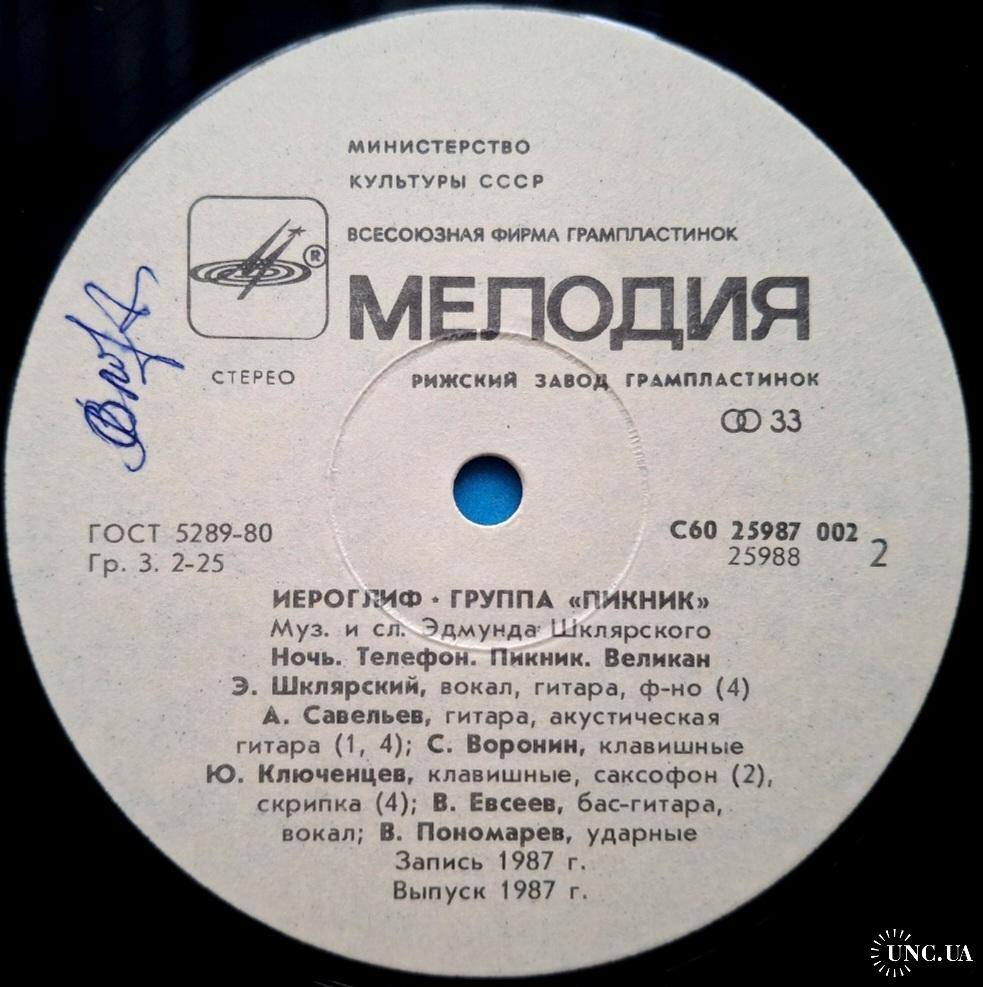 МИНИСТЕРСТВО
КУЛЬТУРЫ СССР
ВСЕСОЮЗНАЯ ФИРМА ГРАМПЛАСТИНОК
®
МЕЛОДИЯ
СТЕРЕО
РИЖСКИЙ ЗАВОД ГРАМПЛАСТИНОК
33
ГОСТ 5289-80
Гр. 3. 2-25
С60 25987 002
25988
2
ИЕРОГЛИФ • ГРУППА «ПИКНИК»
Муз. и сл. Эдмунда Шклярского
Ночь. Телефон. Пикник. Великан
Э. Шклярский, вокал, гитара, ф-но (4)
А. Савельев, гитара, акустическая
гитара (1, 4); С. Воронин, клавишные
Ю. Ключенцев, клавишные, саксофон (2),
скрипка (4); В. Евсеев, бас-гитара,
вокал; В. Пономарев, ударные
Запись 1987 г.
Выпуск 1987 г.
UNC.UA